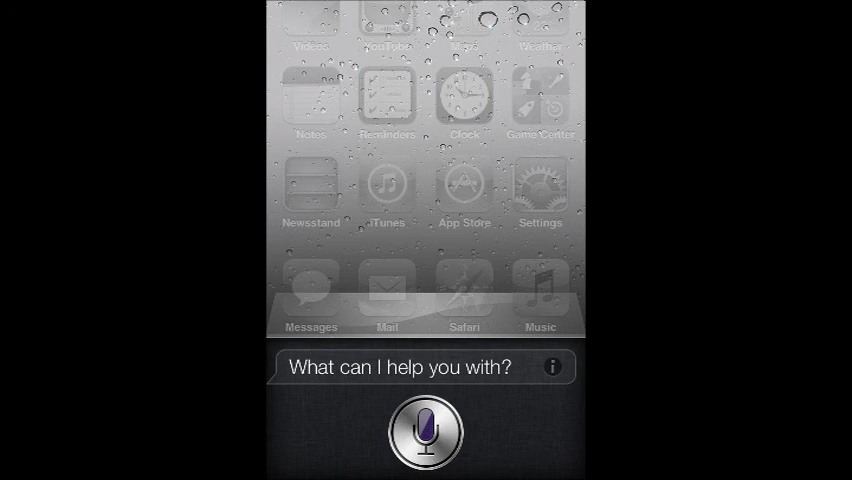 Videos YouTube Maps Weather
Notes Reminders Clock Game Center
Newsstand iTunes App Store Settings
Messages Mail Safari Music
What can I help you with?